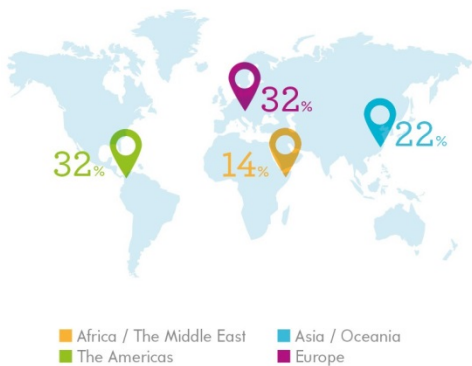 32%
22%
32%
14%
Africa / The Middle East
Asia / Oceania
The Americas
Europe